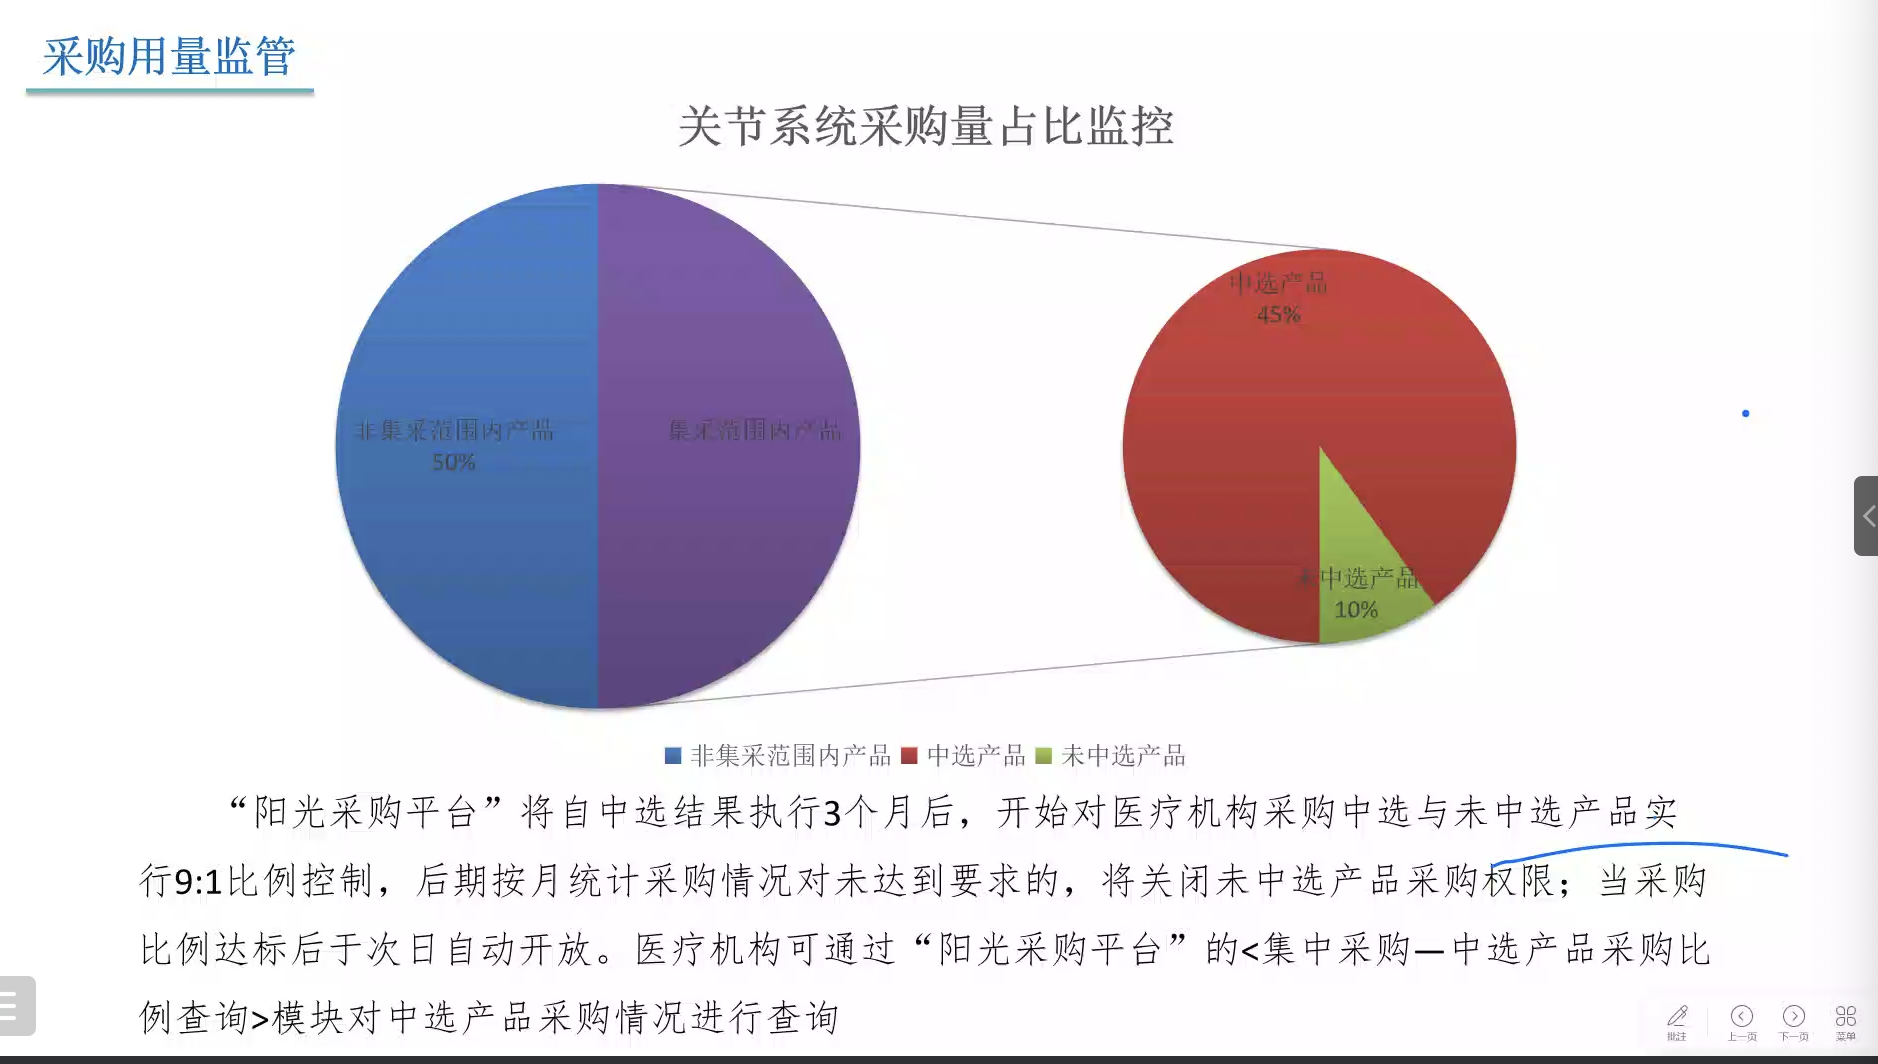 采购用量监管
关节系统采购量占比监控
中选产品
45%
非集采范围内产品
50%
集采范围内产品
未中选产品
10%
非集采范围内产品 中选产品 未中选产品
“阳光采购平台”将自中选结果执行3个月后，开始对医疗机构采购中选与未中选产品实
行9:1比例控制，后期按月统计采购情况对未达到要求的，将关闭未中选产品采购权限；当采购
比例达标后于次日自动开放。医疗机构可通过“阳光采购平台”的<集中采购—中选产品采购比
例查询>模块对中选产品采购情况进行查询
批注 上一页 下一页 菜单